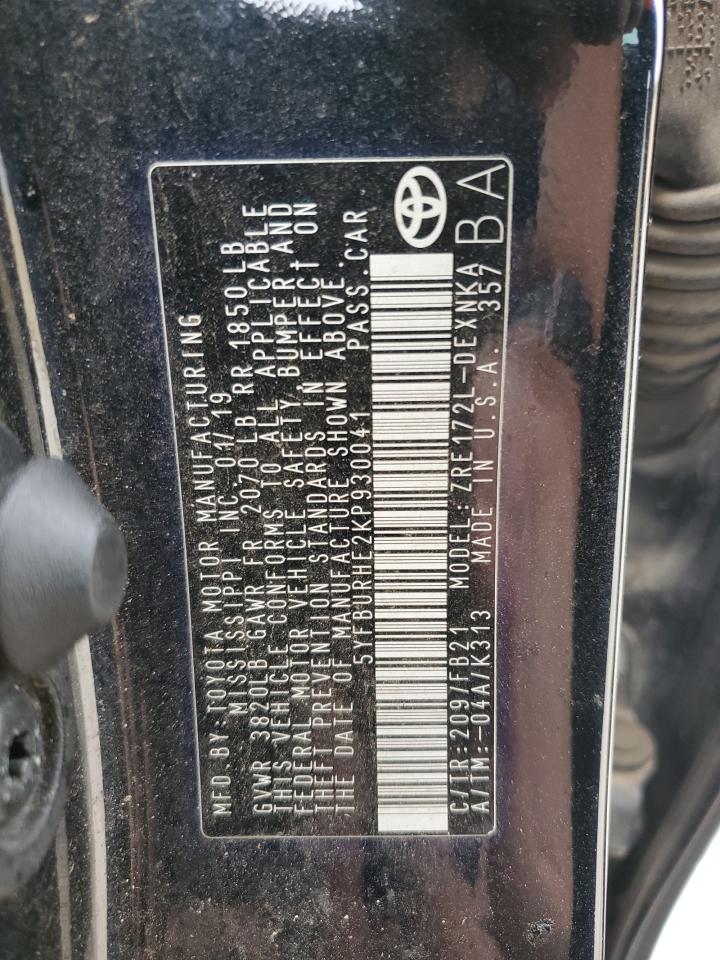 MFD.BY:TOYOTA MOTOR MANUFACTURING
MISSISSIPPI INC. 01/19
GVWR 3820LB GAWR FR 2070 LB RR 1850 LB
THIS VEHICLE CONFORMS TO ALL APPLICABLE
FEDERAL MOTOR VEHICLE SAFETY, BUMPER AND
THEFT PREVENTION STANDARDS IN EFFECT ON
THE DATE OF MANUFACTURE SHOWN ABOVE.
5YFBURHE2KP930041 PASS.CAR
C/TR:209/FB21 MODEL:ZRE172L-DEXNKA
A/TM:-04A/K313 MADE IN U.S.A. 357
BA